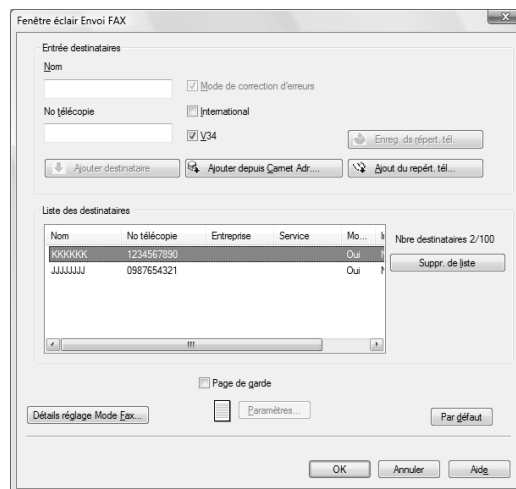 Fenêtre éclair Envoi FAX
Entrée destinataires
Nom
Mode de correction d'erreurs
No télécopie
International
V34
Enreg. ds répert. tél.
Ajouter destinataire
Ajouter depuis Carnet Adr....
Ajout du repért. tél...
Liste des destinataires
Nom No télécopie Entreprise Service Mo...
KKKKKK 1234567890 Oui
JJJJJJJJ 0987654321 Oui
Nbre destinataires 2/100
Suppr. de liste
Page de garde
Détails réglage Mode Fax...
Paramètres...
Par défaut
OK Annuler Aide